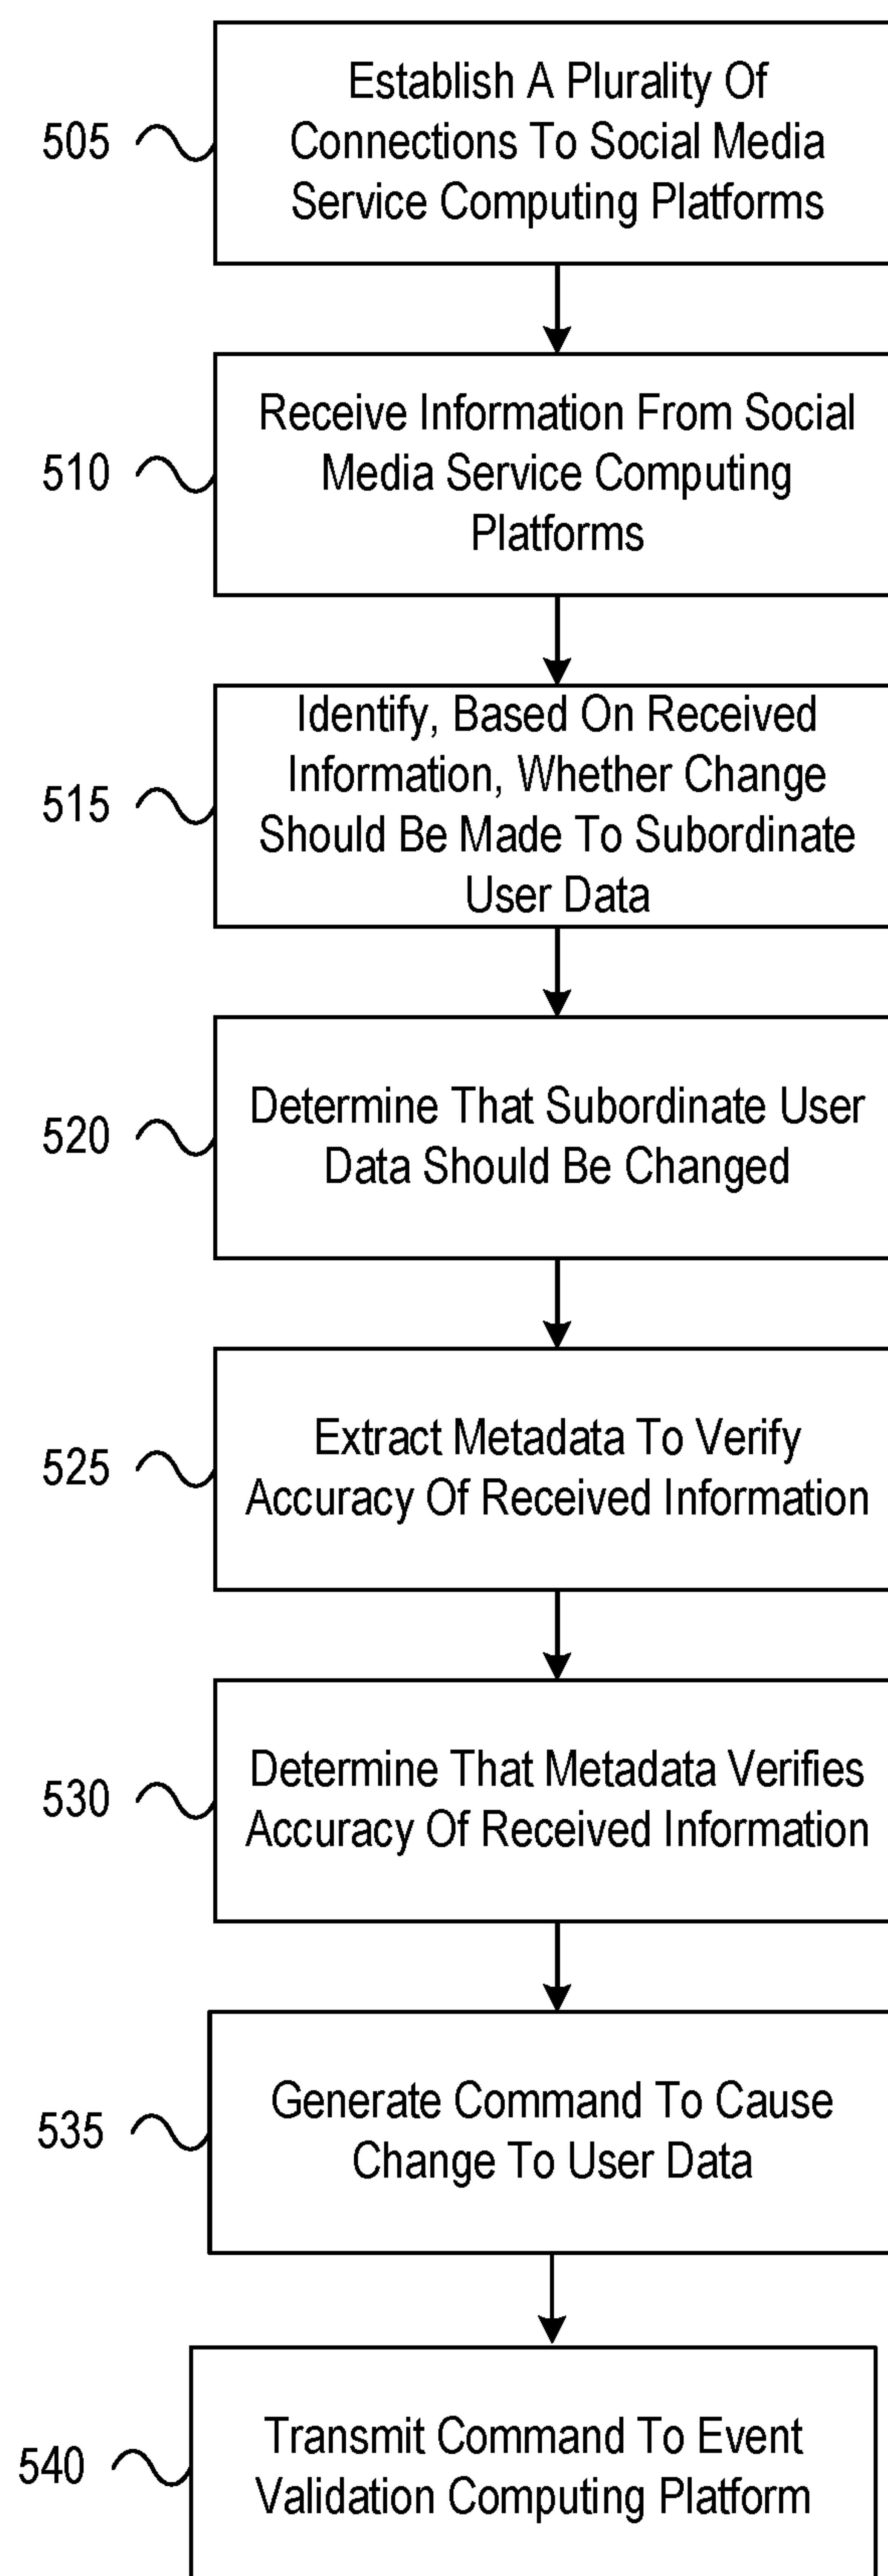 505
Establish A Plurality Of
Connections To Social Media
Service Computing Platforms
510
Receive Information From Social
Media Service Computing
Platforms
515
Identify, Based On Received
Information, Whether Change
Should Be Made To Subordinate
User Data
520
Determine That Subordinate User
Data Should Be Changed
525
Extract Metadata To Verify
Accuracy Of Received Information
530
Determine That Metadata Verifies
Accuracy Of Received Information
535
Generate Command To Cause
Change To User Data
540
Transmit Command To Event
Validation Computing Platform